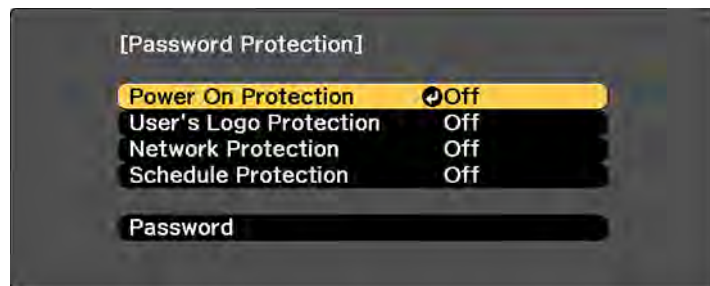 [Password Protection]
Power On Protection Off
User's Logo Protection Off
Network Protection Off
Schedule Protection Off
Password